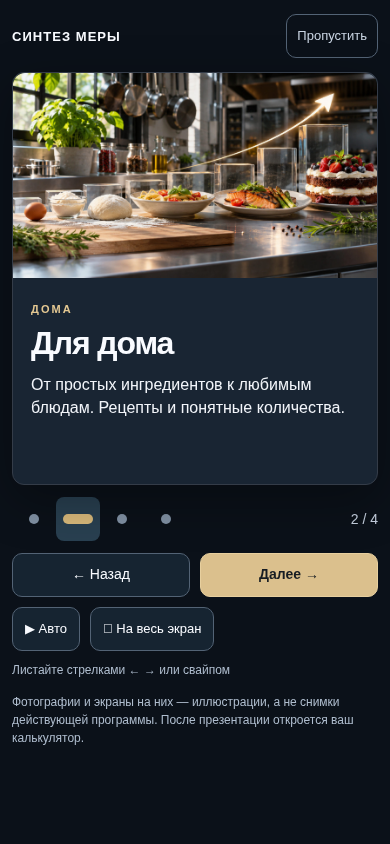 СИНТЕЗ МЕРЫ
Пропустить
ДОМА
Для дома
От простых ингредиентов к любимым
блюдам. Рецепты и понятные количества.
2 / 4
← Назад
Далее →
▶ Авто
На весь экран
Листайте стрелками ← → или свайпом
Фотографии и экраны на них — иллюстрации, а не снимки
действующей программы. После презентации откроется ваш
калькулятор.